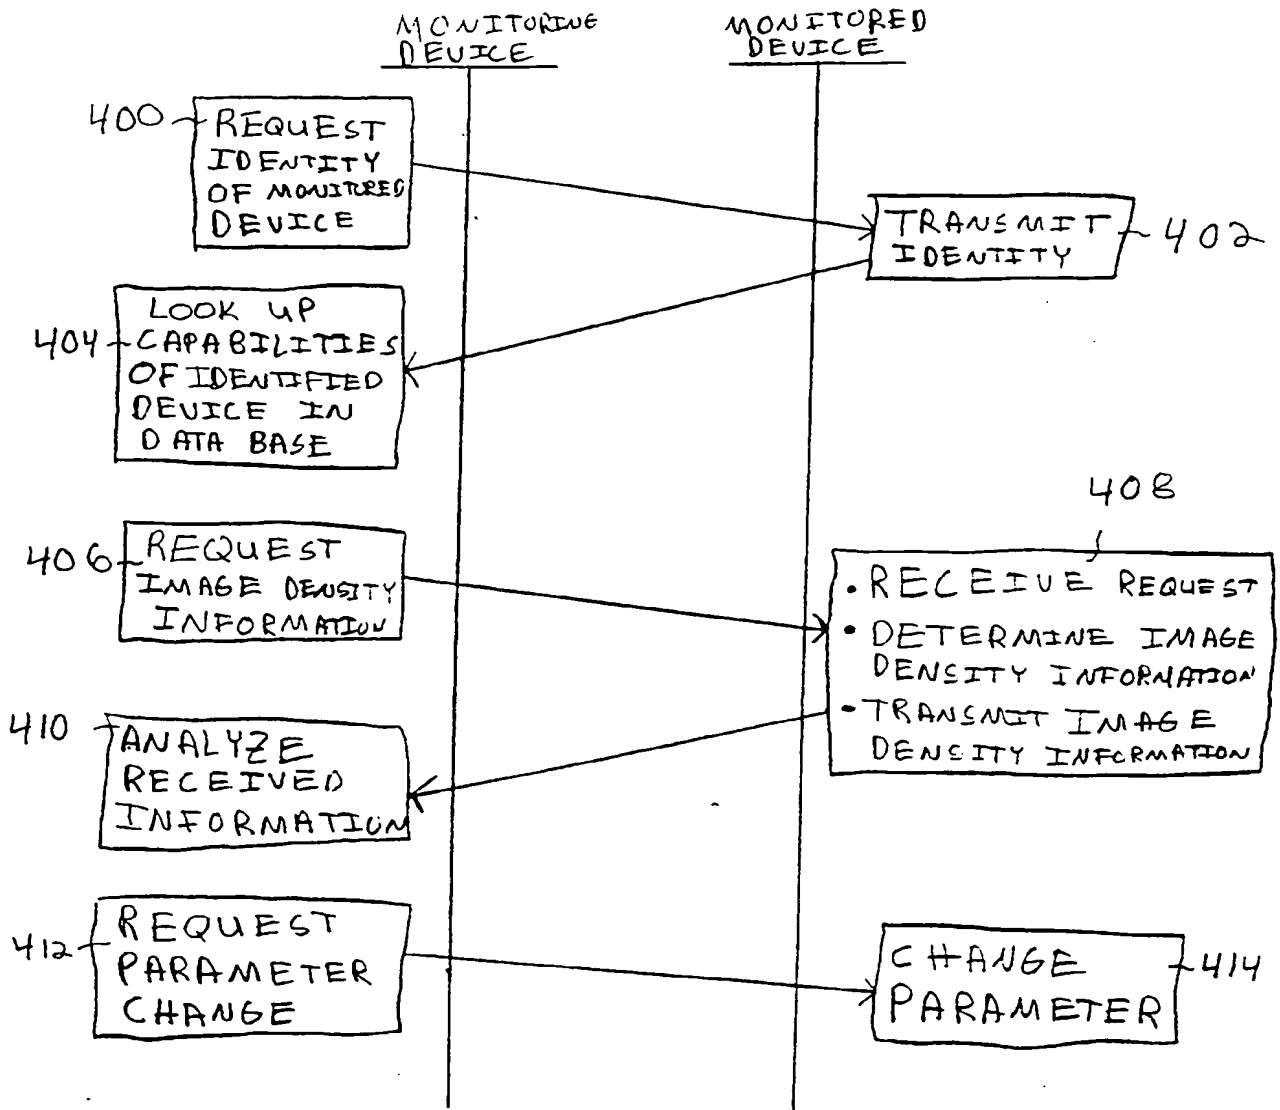 MONITORING
DEVICE
MONITORED
DEVICE
400
REQUEST
IDENTITY
OF MONITORED
DEVICE
TRANSMIT
IDENTITY
402
404
LOOK UP
CAPABILITIES
OF IDENTIFIED
DEVICE IN
DATA BASE
406
REQUEST
IMAGE DENSITY
INFORMATION
408
• RECEIVE REQUEST
• DETERMINE IMAGE
DENSITY INFORMATION
• TRANSMIT IMAGE
DENSITY INFORMATION
410
ANALYZE
RECEIVED
INFORMATION
412
REQUEST
PARAMETER
CHANGE
CHANGE
PARAMETER
414